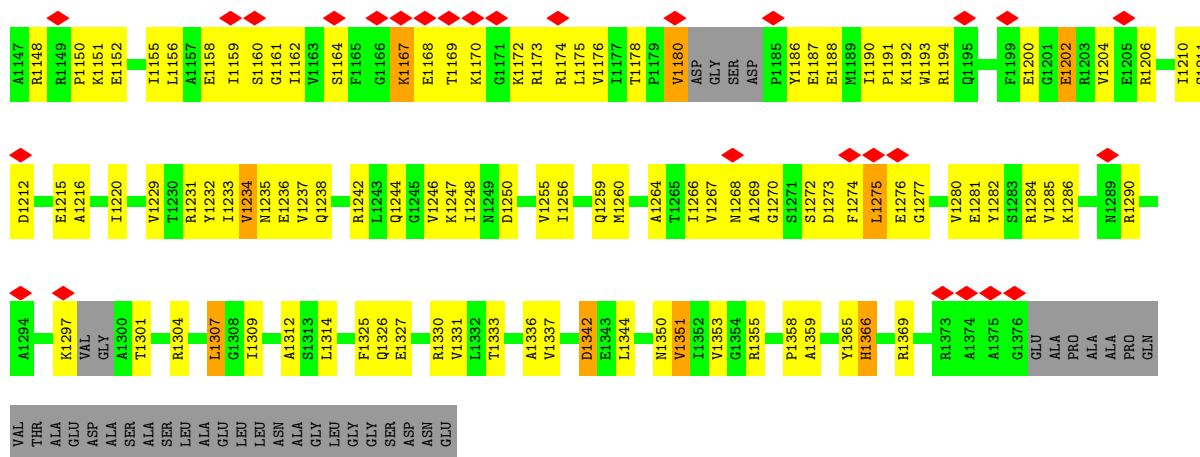 A1147 R1148 R1149 P1150 K1151 E1152 I1155 L1156 A1157 E1158 I1159 S1160 G1161 I1162 V1163 S1164 F1165 G1166 K1167 E1168 T1169 K1170 G1171 K1172 R1173 R1174 L1175 V1176 I1177 T1178 P1179 V1180 ASP GLY SER ASP P1185 Y1186 E1187 E1188 M1189 I1190 P1191 K1192 W1193 R1194 Q1195 F1199 E1200 G1201 E1202 R1203 V1204 E1205 R1206 I1210
D1212 E1215 A1216 I1220 V1229 T1230 R1231 Y1232 I1233 V1234 N1235 E1236 V1237 Q1238 R1242 L1243 Q1244 G1245 V1246 K1247 I1248 N1249 D1250 V1255 I1256 Q1259 M1260 A1264 T1265 I1266 V1267 N1268 A1269 G1270 S1271 S1272 D1273 F1274 L1275 E1276 G1277 V1280 E1281 Y1282 S1283 R1284 V1285 K1286 N1289 R1290
A1294 K1297 VAL GLY A1300 T1301 R1304 L1307 G1308 I1309 A1312 S1313 L1314 F1325 Q1326 E1327 R1330 V1331 L1332 T1333 A1336 V1337 D1342 E1343 L1344 N1350 V1351 I1352 V1353 G1354 R1355 P1358 A1359 Y1365 H1366 R1369 R1373 A1374 A1375 G1376 GLU ALA PRO ALA ALA PRO GLN
VAL THR ALA GLU ASP ALA SER ALA SER LEU ALA GLU LEU LEU ASN ALA GLY LEU GLY GLY SER ASP ASN GLU